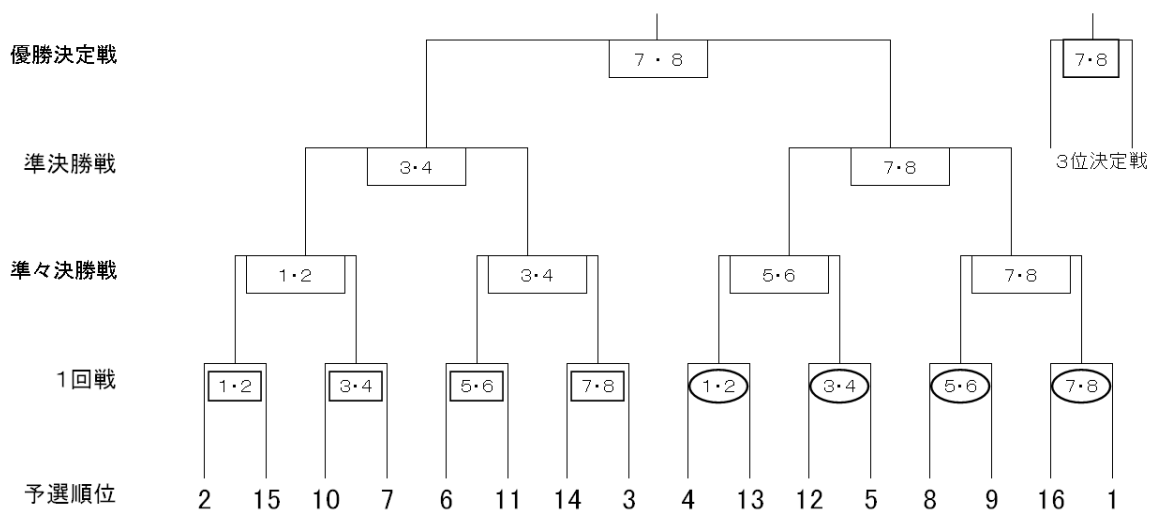 優勝決定戦 7・8 7・8
準決勝戦 3・4 7・8 3位決定戦
準々決勝戦 1・2 3・4 5・6 7・8
1回戦 1・2 3・4 5・6 7・8 1・2 3・4 5・6 7・8
予選順位 2 15 10 7 6 11 14 3 4 13 12 5 8 9 16 1